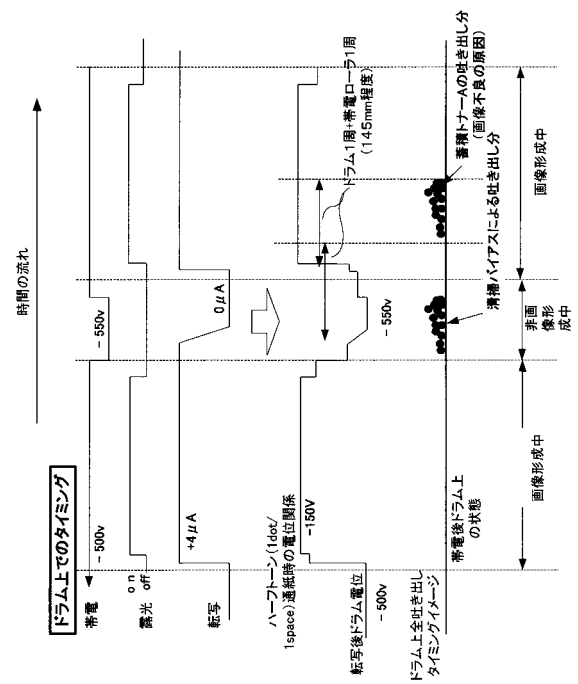 時間の流れ
ドラム上でのタイミング
帯電
－500v
－550v
露光
on
off
転写
+4μA
0μA
ハーフトーン(1dot/
1space)通紙時の電位関係
ドラム1周+帯電ローラ1周
(145mm程度)
－150V
転写後ドラム電位
－500v
－550v
ドラム上全吐き出し
タイミングイメージ
帯電後ドラム上
の状態
清掃バイアスによる吐き出し分
蓄積トナーAの吐き出し分
(画像不良の原因)
画像形成中
非画
像形
成中
画像形成中